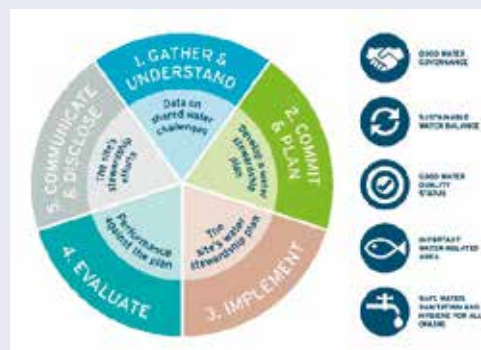 1. GATHER &
UNDERSTAND
Data on
shared water
challenges
2. COMMIT
& PLAN
Develop a water
stewardship
plan
3. IMPLEMENT
The
site's water
stewardship plan
4. EVALUATE
Performance
against the plan
5. COMMUNICATE
& DISCLOSE
The site's
stewardship
efforts
GOOD WATER
GOVERNANCE
SUSTAINABLE
WATER BALANCE
GOOD WATER
QUALITY
STATUS
IMPORTANT
WATER-RELATED
AREAS
SAFE WATER,
SANITATION AND
HYGIENE FOR ALL